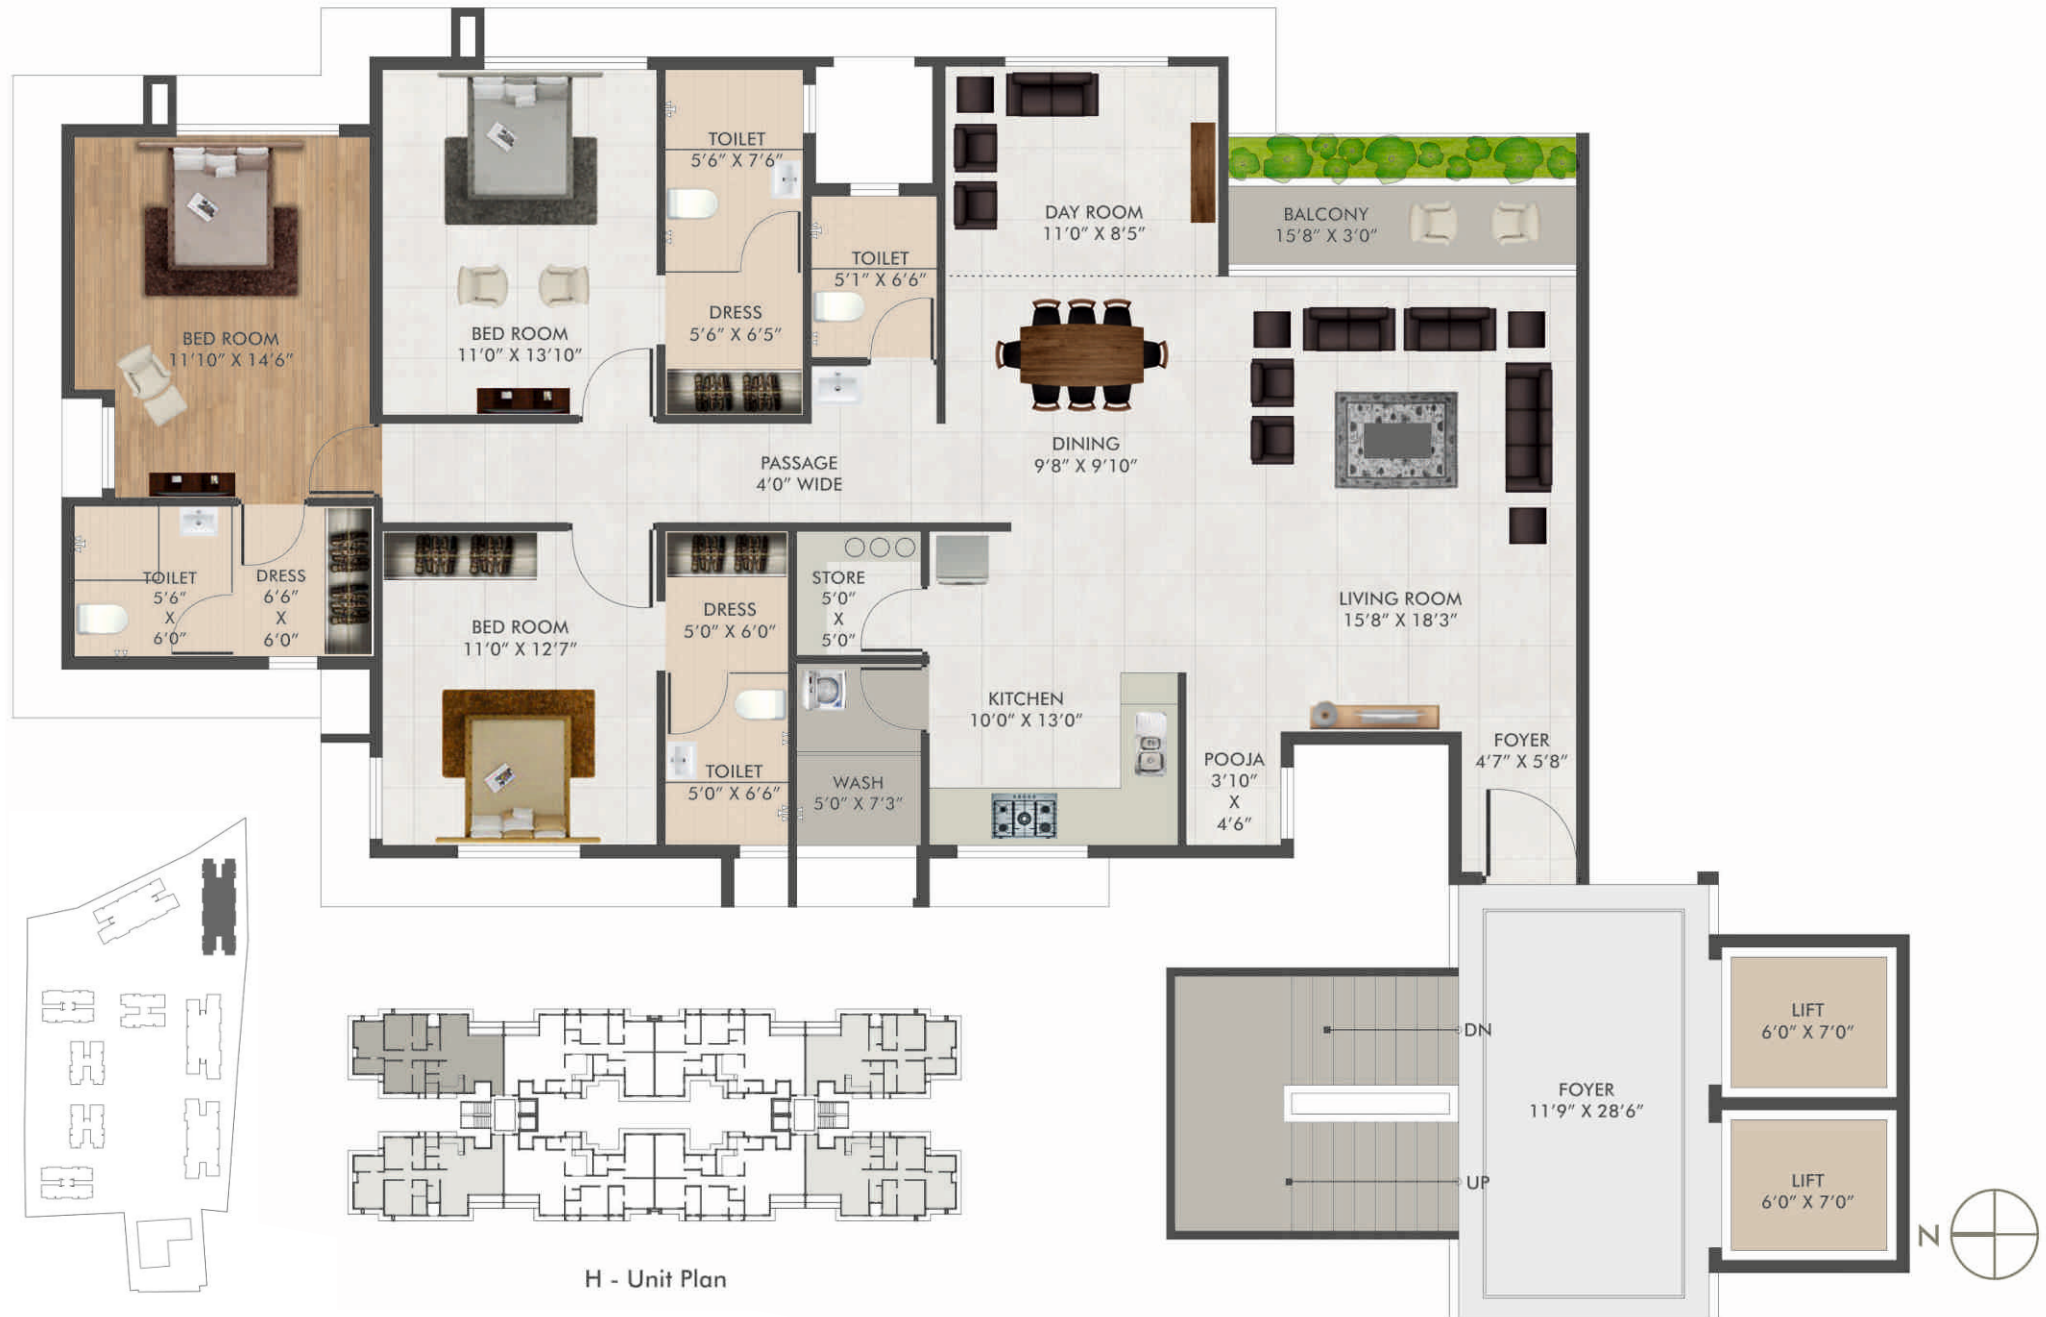 TOILET
5'6" X 7'6"
DAY ROOM
11'0" X 8'5"
BALCONY
15'8" X 3'0"
TOILET
5'1" X 6'6"
BED ROOM
11'10" X 14'6"
BED ROOM
11'0" X 13'10"
DRESS
5'6" X 6'5"
DINING
9'8" X 9'10"
PASSAGE
4'0" WIDE
TOILET
5'6"
X
6'0"
DRESS
6'6"
X
6'0"
BED ROOM
11'0" X 12'7"
DRESS
5'0" X 6'0"
STORE
5'0"
X
5'0"
LIVING ROOM
15'8" X 18'3"
KITCHEN
10'0" X 13'0"
TOILET
5'0" X 6'6"
WASH
5'0" X 7'3"
POOJA
3'10"
X
4'6"
FOYER
4'7" X 5'8"
DN
UP
FOYER
11'9" X 28'6"
LIFT
6'0" X 7'0"
LIFT
6'0" X 7'0"
N
H - Unit Plan